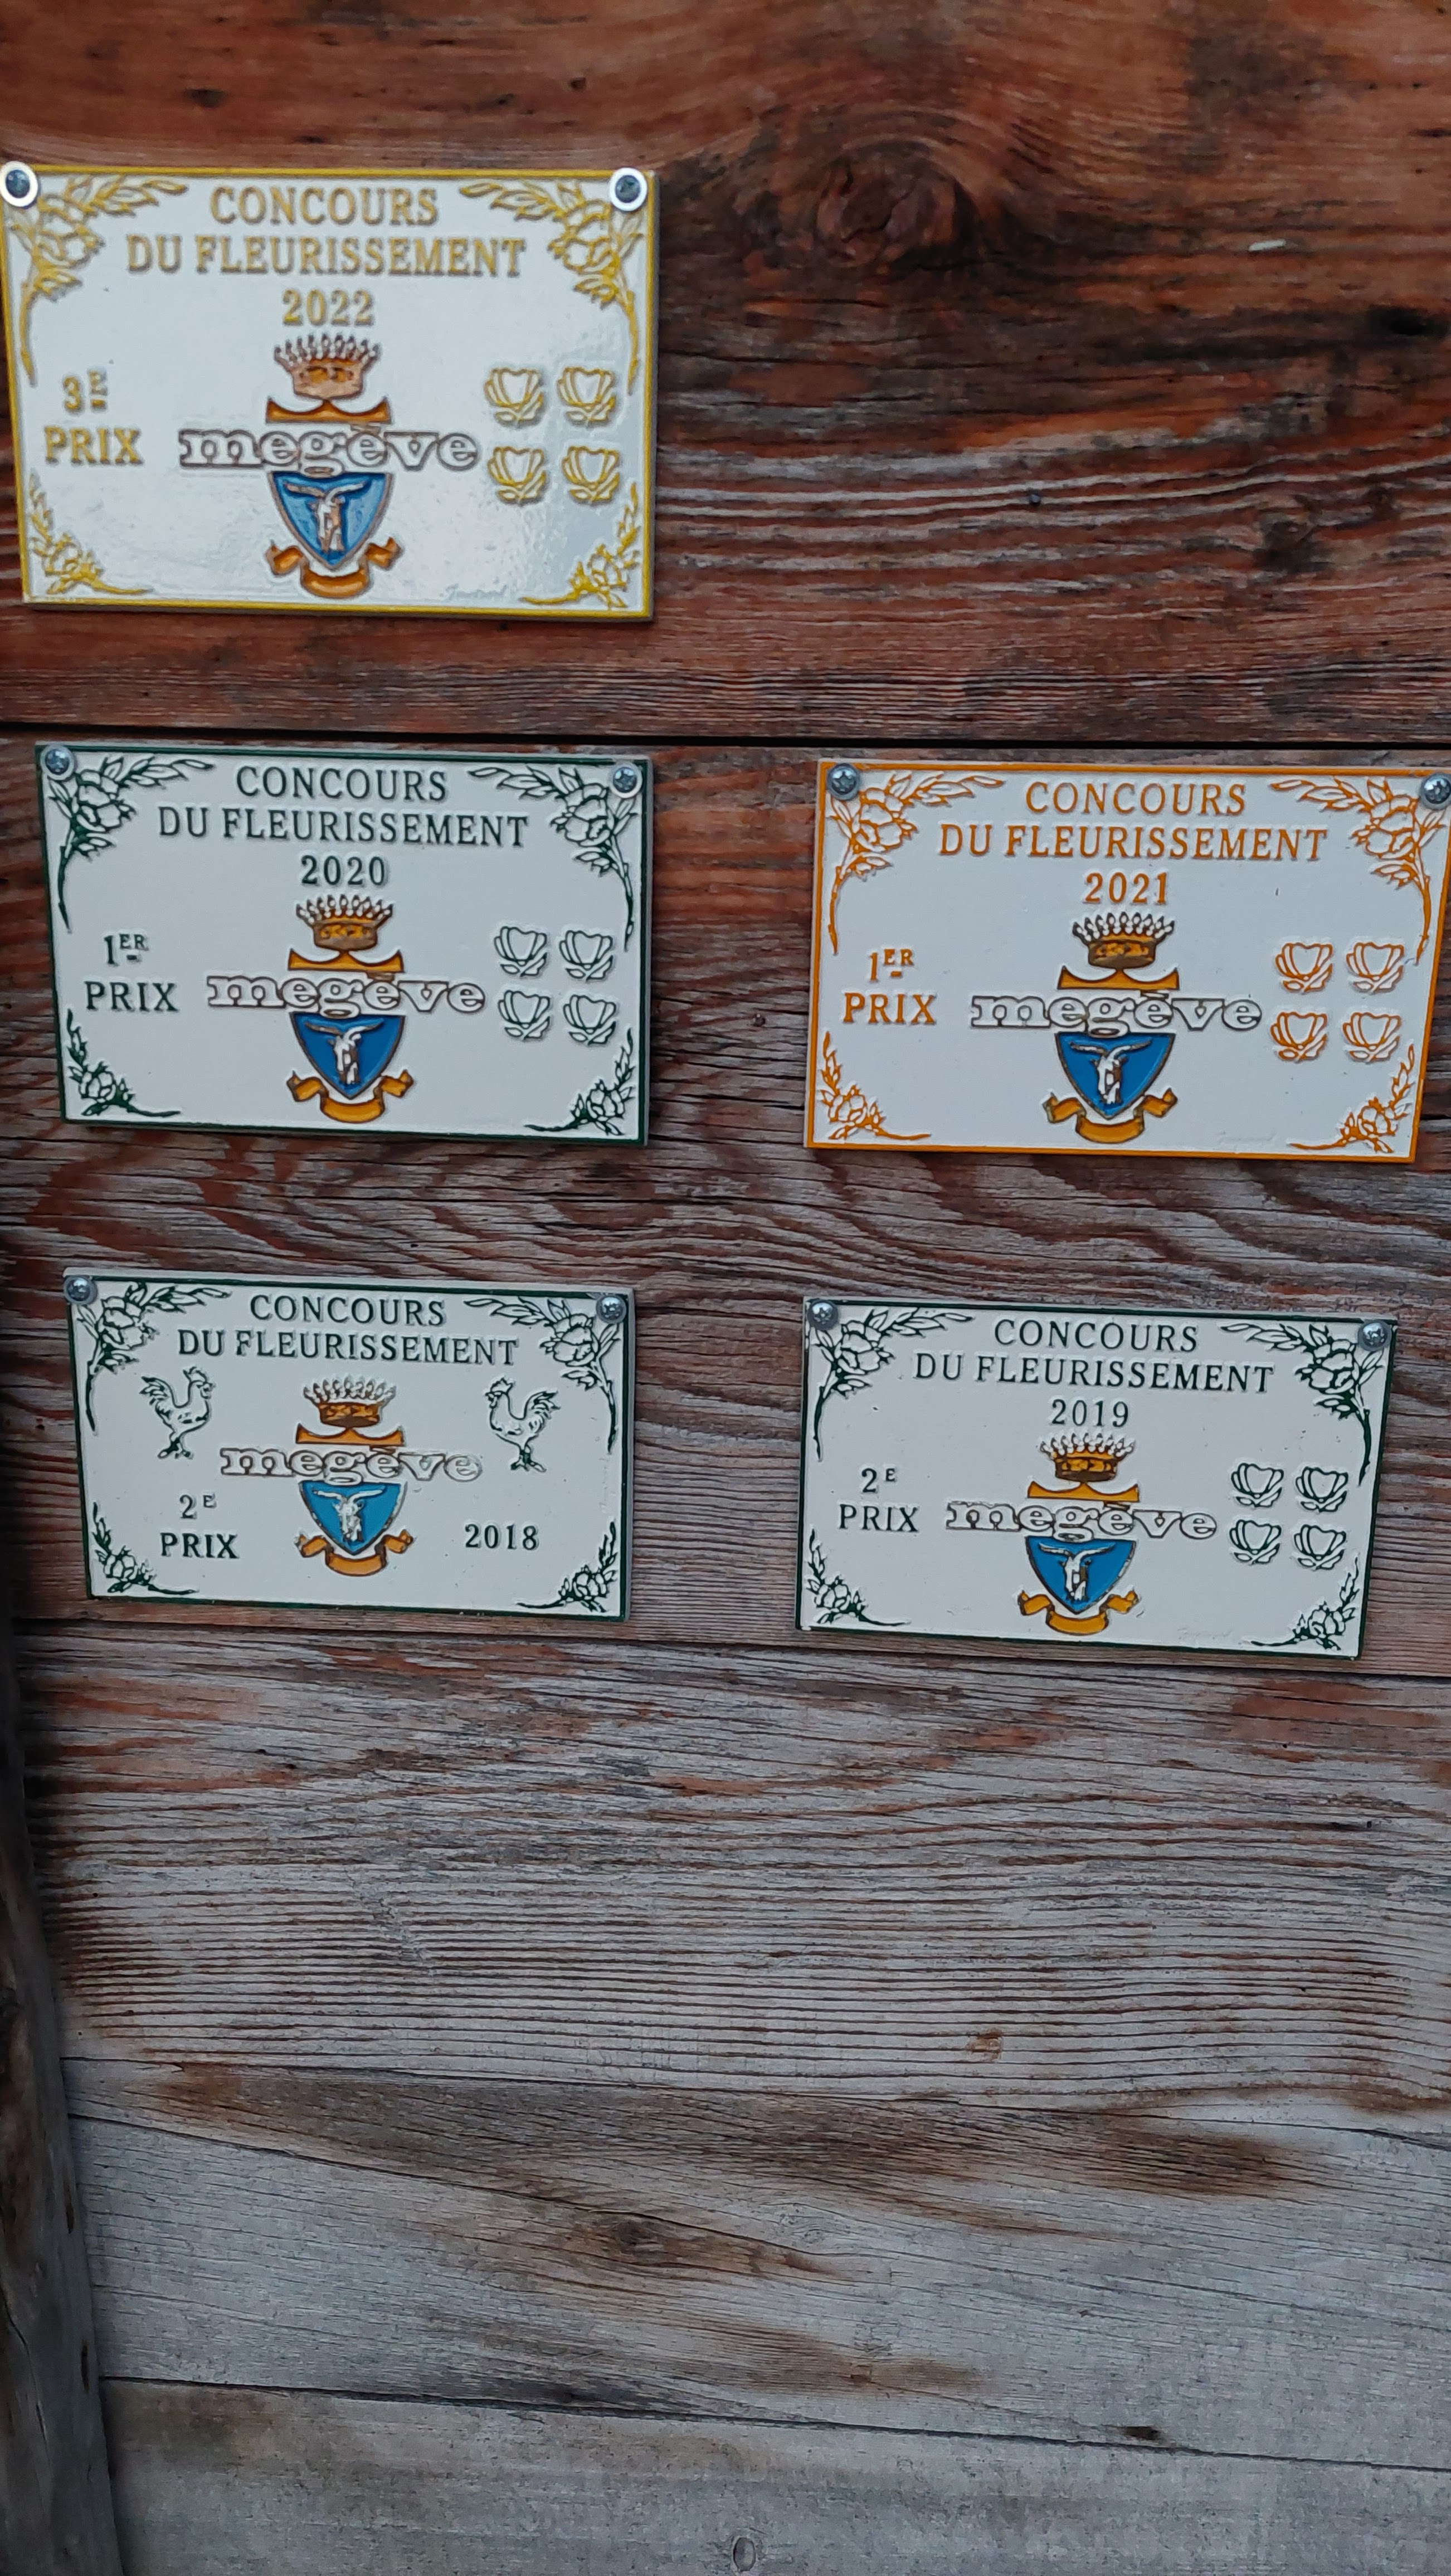 CONCOURS
DU FLEURISSEMENT
2022
3E
PRIX
megève
CONCOURS
DU FLEURISSEMENT
2020
1ER
PRIX
megève
CONCOURS
DU FLEURISSEMENT
2021
1ER
PRIX
megève
CONCOURS
DU FLEURISSEMENT
megève
2E
PRIX
2018
CONCOURS
DU FLEURISSEMENT
2019
2E
PRIX
megève